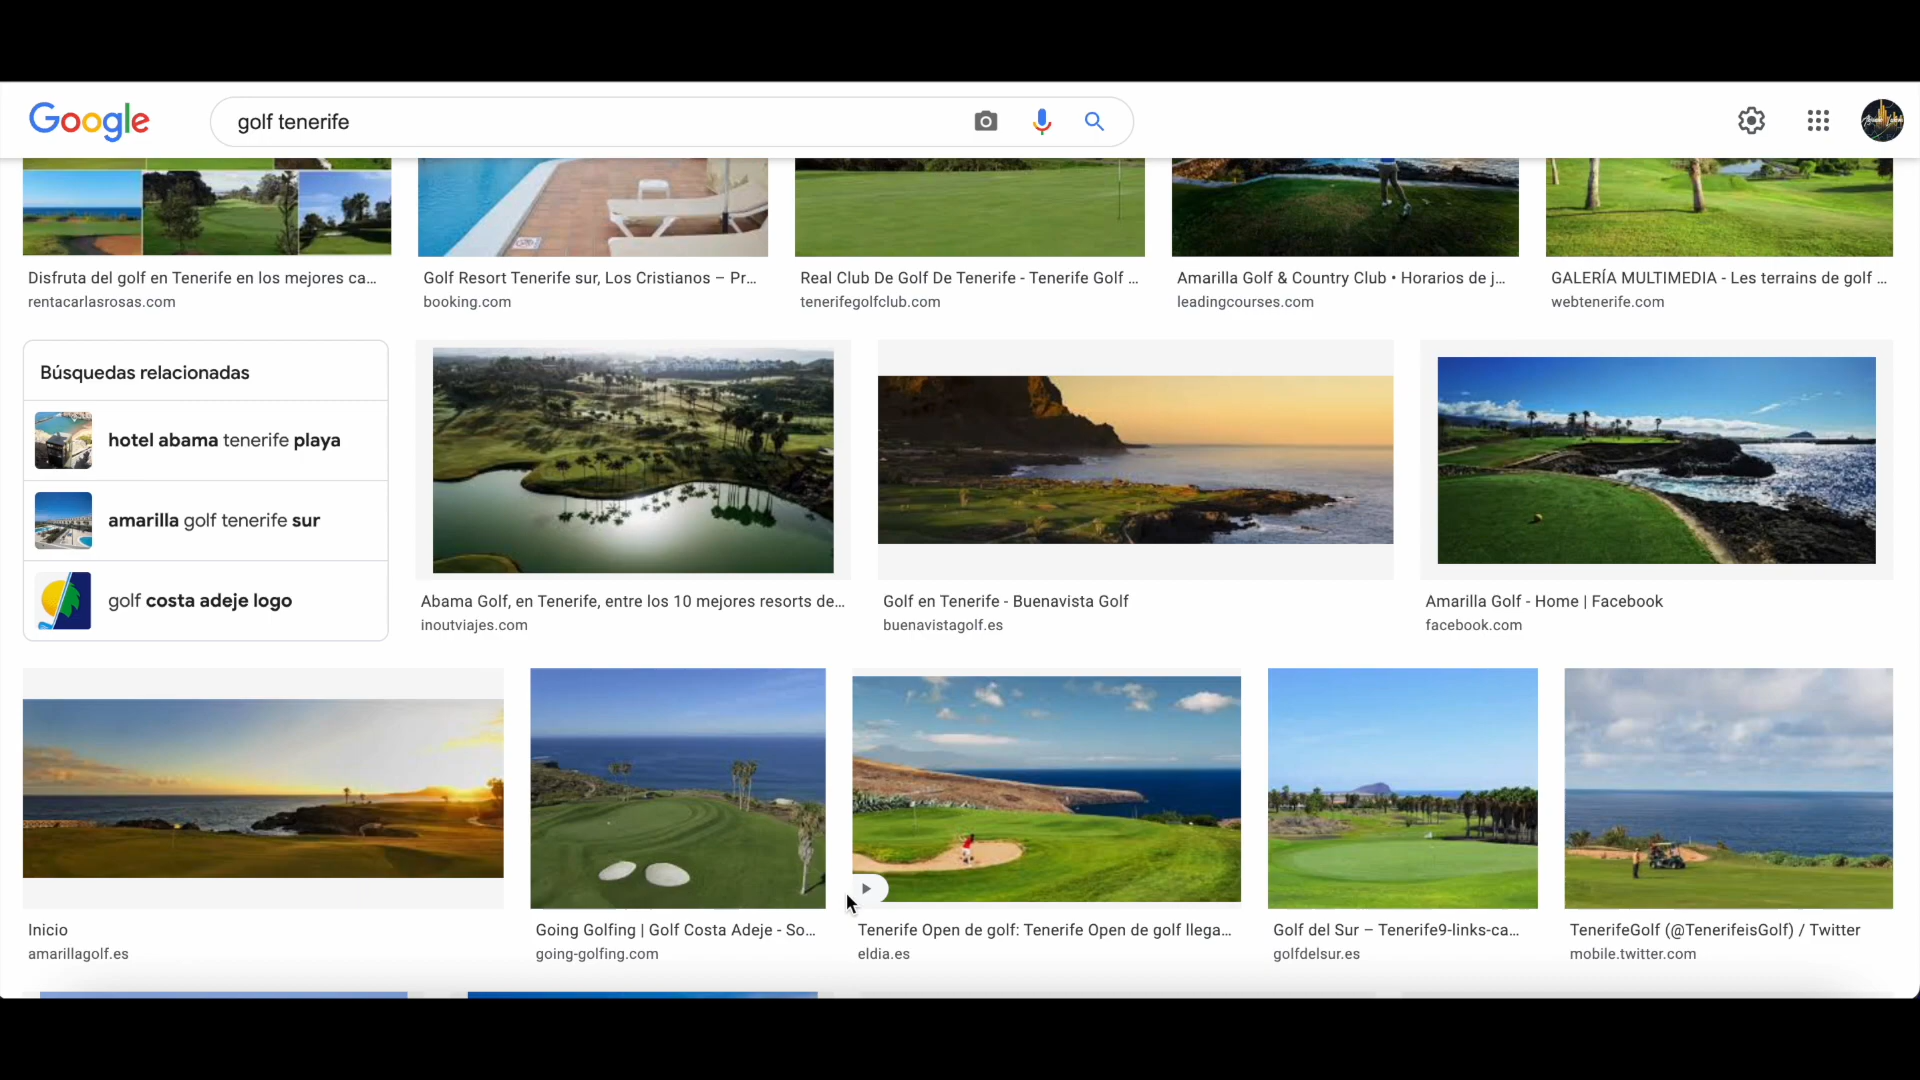 Google
golf tenerife
Disfruta del golf en Tenerife en los mejores ca...
rentacarlasrosas.com
Golf Resort Tenerife sur, Los Cristianos – Pr...
booking.com
Real Club De Golf De Tenerife - Tenerife Golf ...
tenerifegolfclub.com
Amarilla Golf & Country Club • Horarios de j...
leadingcourses.com
GALERÍA MULTIMEDIA - Les terrains de golf ...
webtenerife.com
Búsquedas relacionadas
hotel abama tenerife playa
amarilla golf tenerife sur
golf costa adeje logo
Abama Golf, en Tenerife, entre los 10 mejores resorts de...
inoutviajes.com
Golf en Tenerife - Buenavista Golf
buenavistagolf.es
Amarilla Golf - Home | Facebook
facebook.com
Inicio
amarillagolf.es
Going Golfing | Golf Costa Adeje - So...
going-golfing.com
Tenerife Open de golf: Tenerife Open de golf llega...
eldia.es
Golf del Sur – Tenerife9-links-ca...
golfdelsur.es
TenerifeGolf (@TenerifeisGolf) / Twitter
mobile.twitter.com